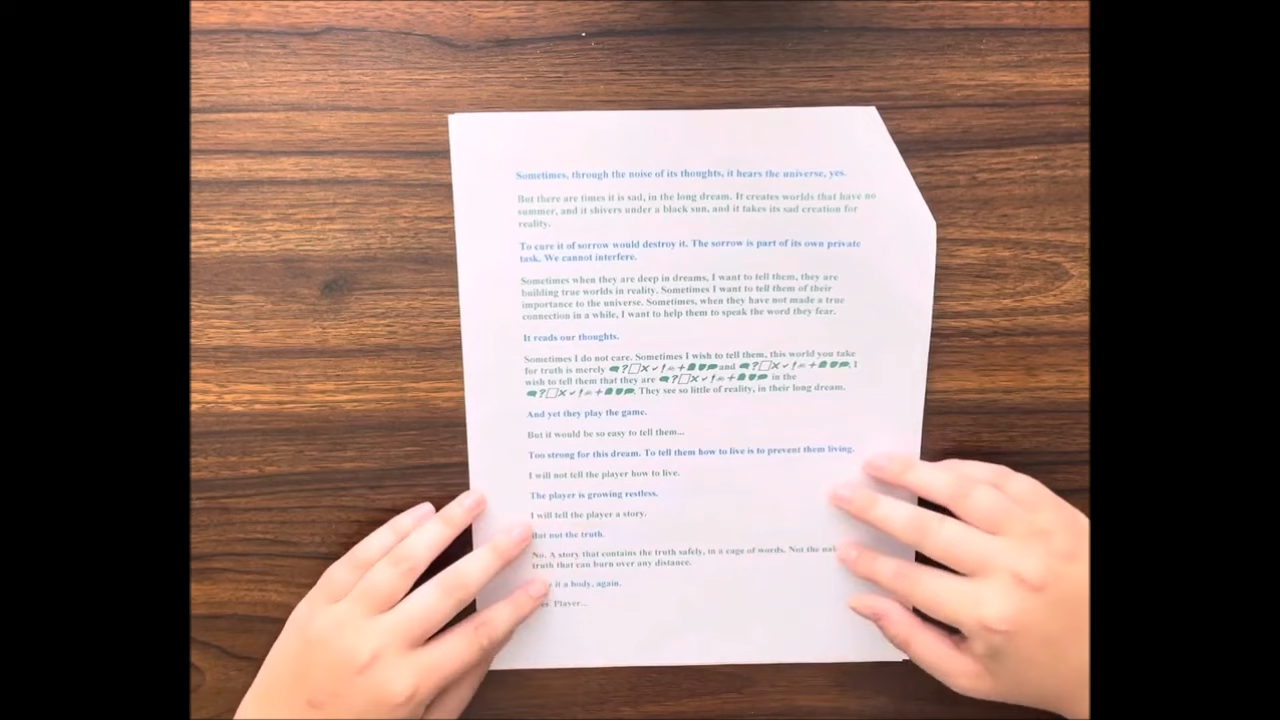 Sometimes, through the noise of its thoughts, it hears the universe, yes.
But there are times it is sad, in the long dream. It creates worlds that have no
summer, and it shivers under a black sun, and it takes its sad creation for
reality.
To cure it of sorrow would destroy it. The sorrow is part of its own private
task. We cannot interfere.
Sometimes when they are deep in dreams, I want to tell them, they are
building true worlds in reality. Sometimes I want to tell them of their
importance to the universe. Sometimes, when they have not made a true
connection in a while, I want to help them to speak the word they fear.
It reads our thoughts.
Sometimes I do not care. Sometimes I wish to tell them, this world you take
for truth is merely and I
wish to tell them that they are in the
They see so little of reality, in their long dream.
And yet they play the game.
But it would be so easy to tell them...
Too strong for this dream. To tell them how to live is to prevent them living.
I will not tell the player how to live.
The player is growing restless.
I will tell the player a story.
But not the truth.
No. A story that contains the truth safely, in a cage of words. Not the
truth that can burn over any distance.
it a body, again.
Player...